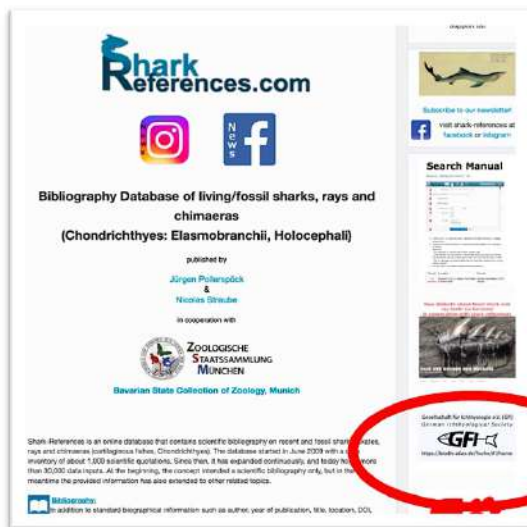 Shark
References.com
News
Bibliography Database of living/fossil sharks, rays and
chimaeras
(Chondrichthyes: Elasmobranchii, Holocephali)
published by
Jürgen Pollerspöck
&
Nicolas Straube
in cooperation with
ZOOLOGISCHE
STAATSSAMMLUNG
MÜNCHEN
Bavarian State Collection of Zoology, Munich
Shark-References is an online database that contains scientific bibliography on recent and fossil sharks,
rays and chimaeras (cartilaginous fishes, Chondrichthyes). The database started in June 2009 with a
inventory of about 1,000 scientific quotations. Since then, it has expanded continuously, and today
than 30,000 data inputs. At the beginning, the concept intended a scientific bibliography only, but in the
meantime the provided information has also extended to other related topics.
Bibliography:
In addition to standard biographical information such as author, year of publication, title, location, DOI,
Subscribe to our newsletter!
visit shark-references at
facebook or instagram
Search Manual
Gesellschaft für Ichthyologie e.V. (GfI)
German Ichthyological Society
GFI